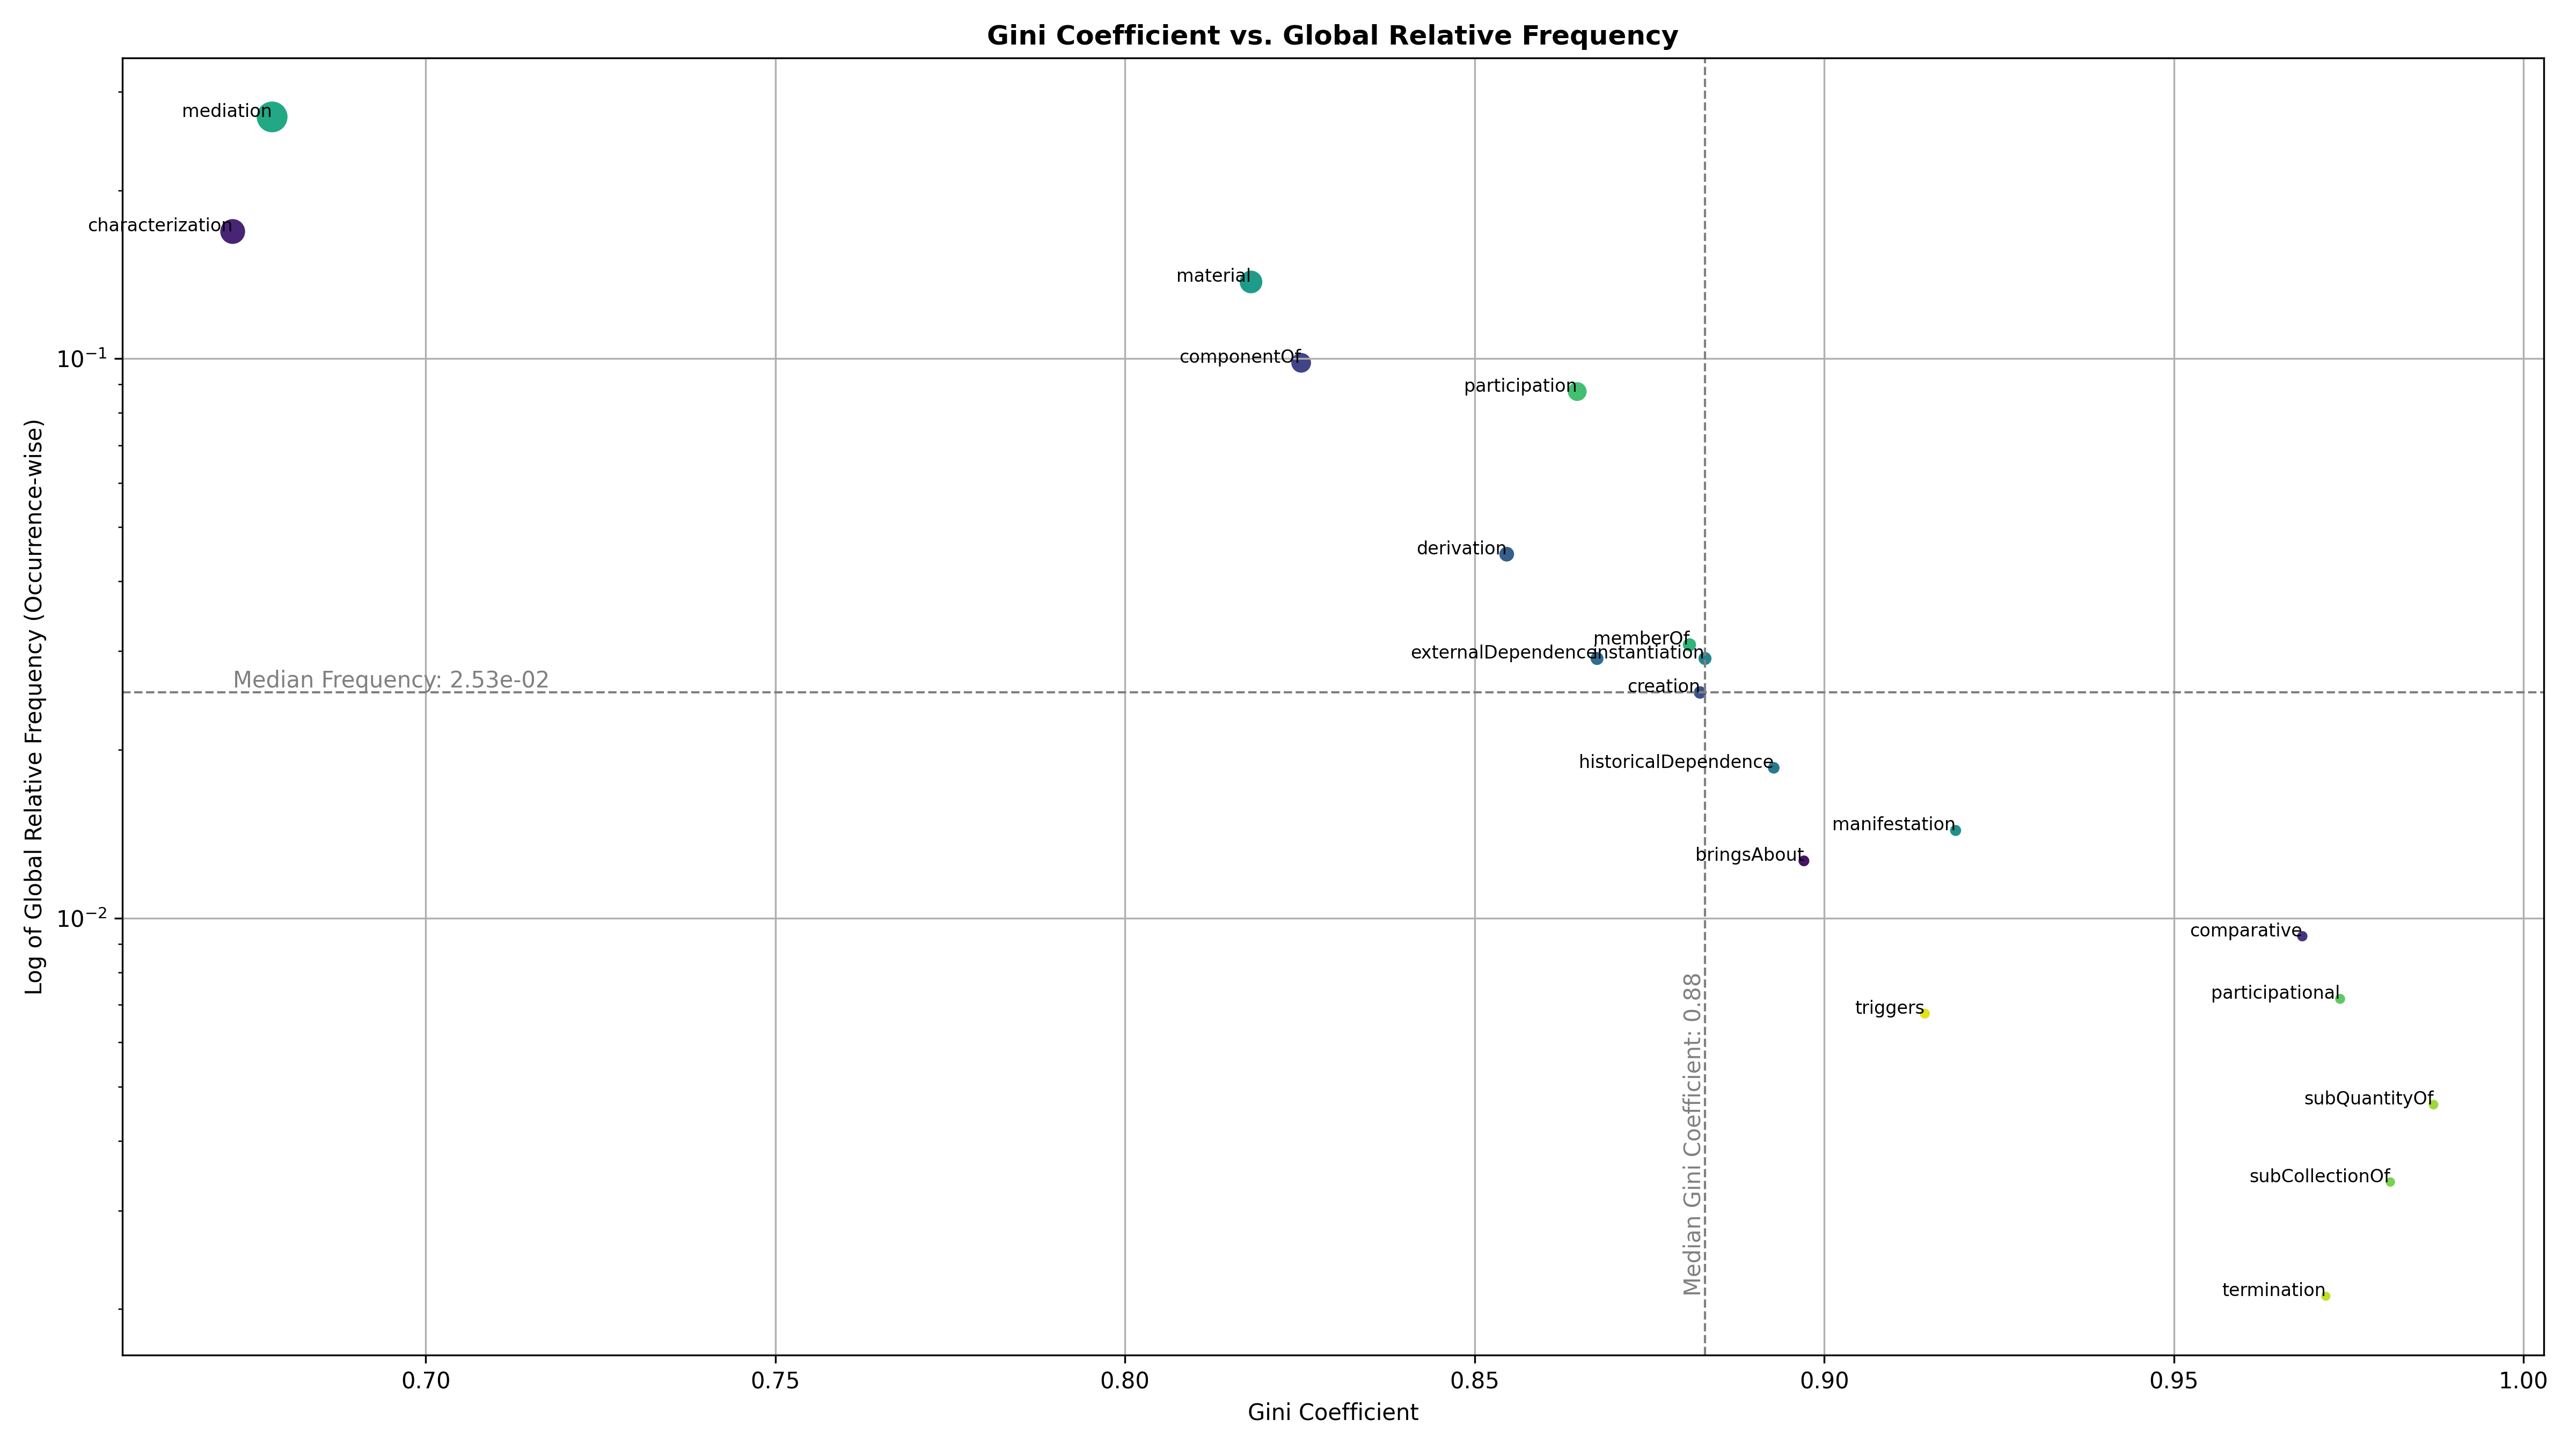 Gini Coefficient vs. Global Relative Frequency
mediation
characterization
material
componentOf
participation
derivation
memberOf
externalDependence
instantiation
Median Frequency: 2.53e-02
creation
historicalDependence
manifestation
bringsAbout
comparative
participational
triggers
subQuantityOf
subCollectionOf
termination
Median Gini Coefficient: 0.88
Log of Global Relative Frequency (Occurrence-wise)
10⁻¹
10⁻²
0.70 0.75 0.80 0.85 0.90 0.95 1.00
Gini Coefficient